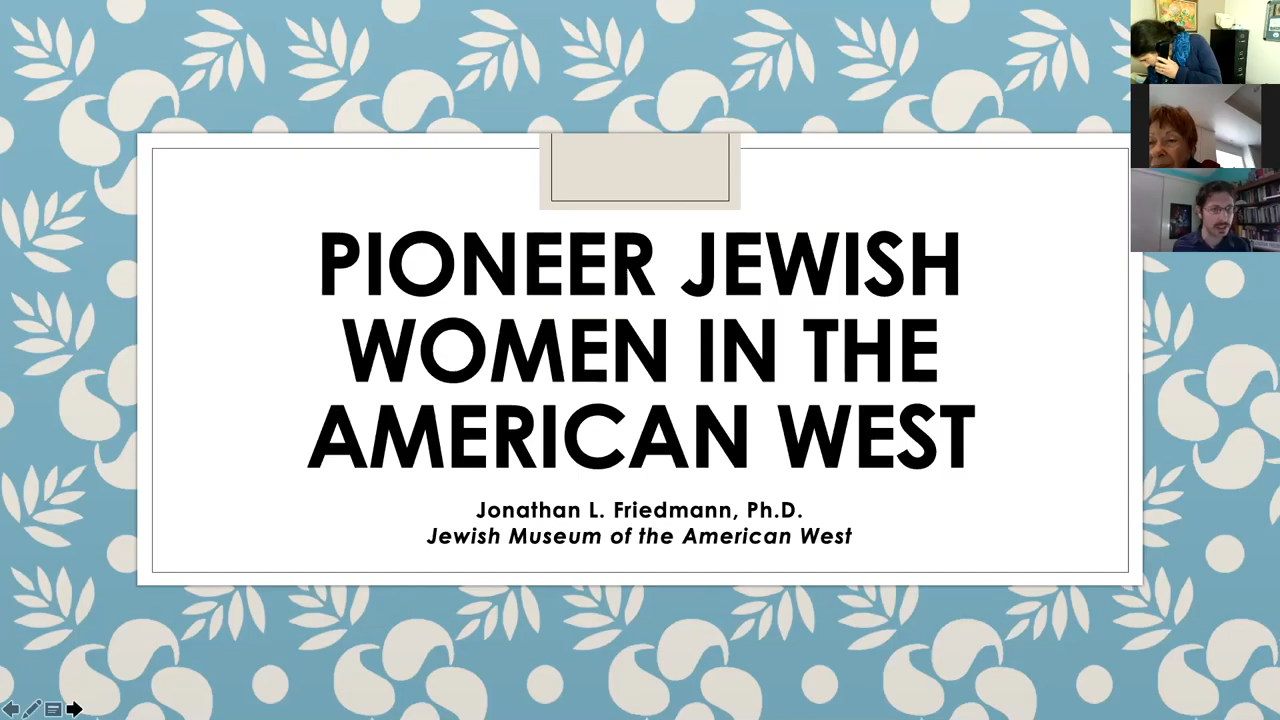 PIONEER JEWISH
WOMEN IN THE
AMERICAN WEST
Jonathan L. Friedmann, Ph.D.
Jewish Museum of the American West